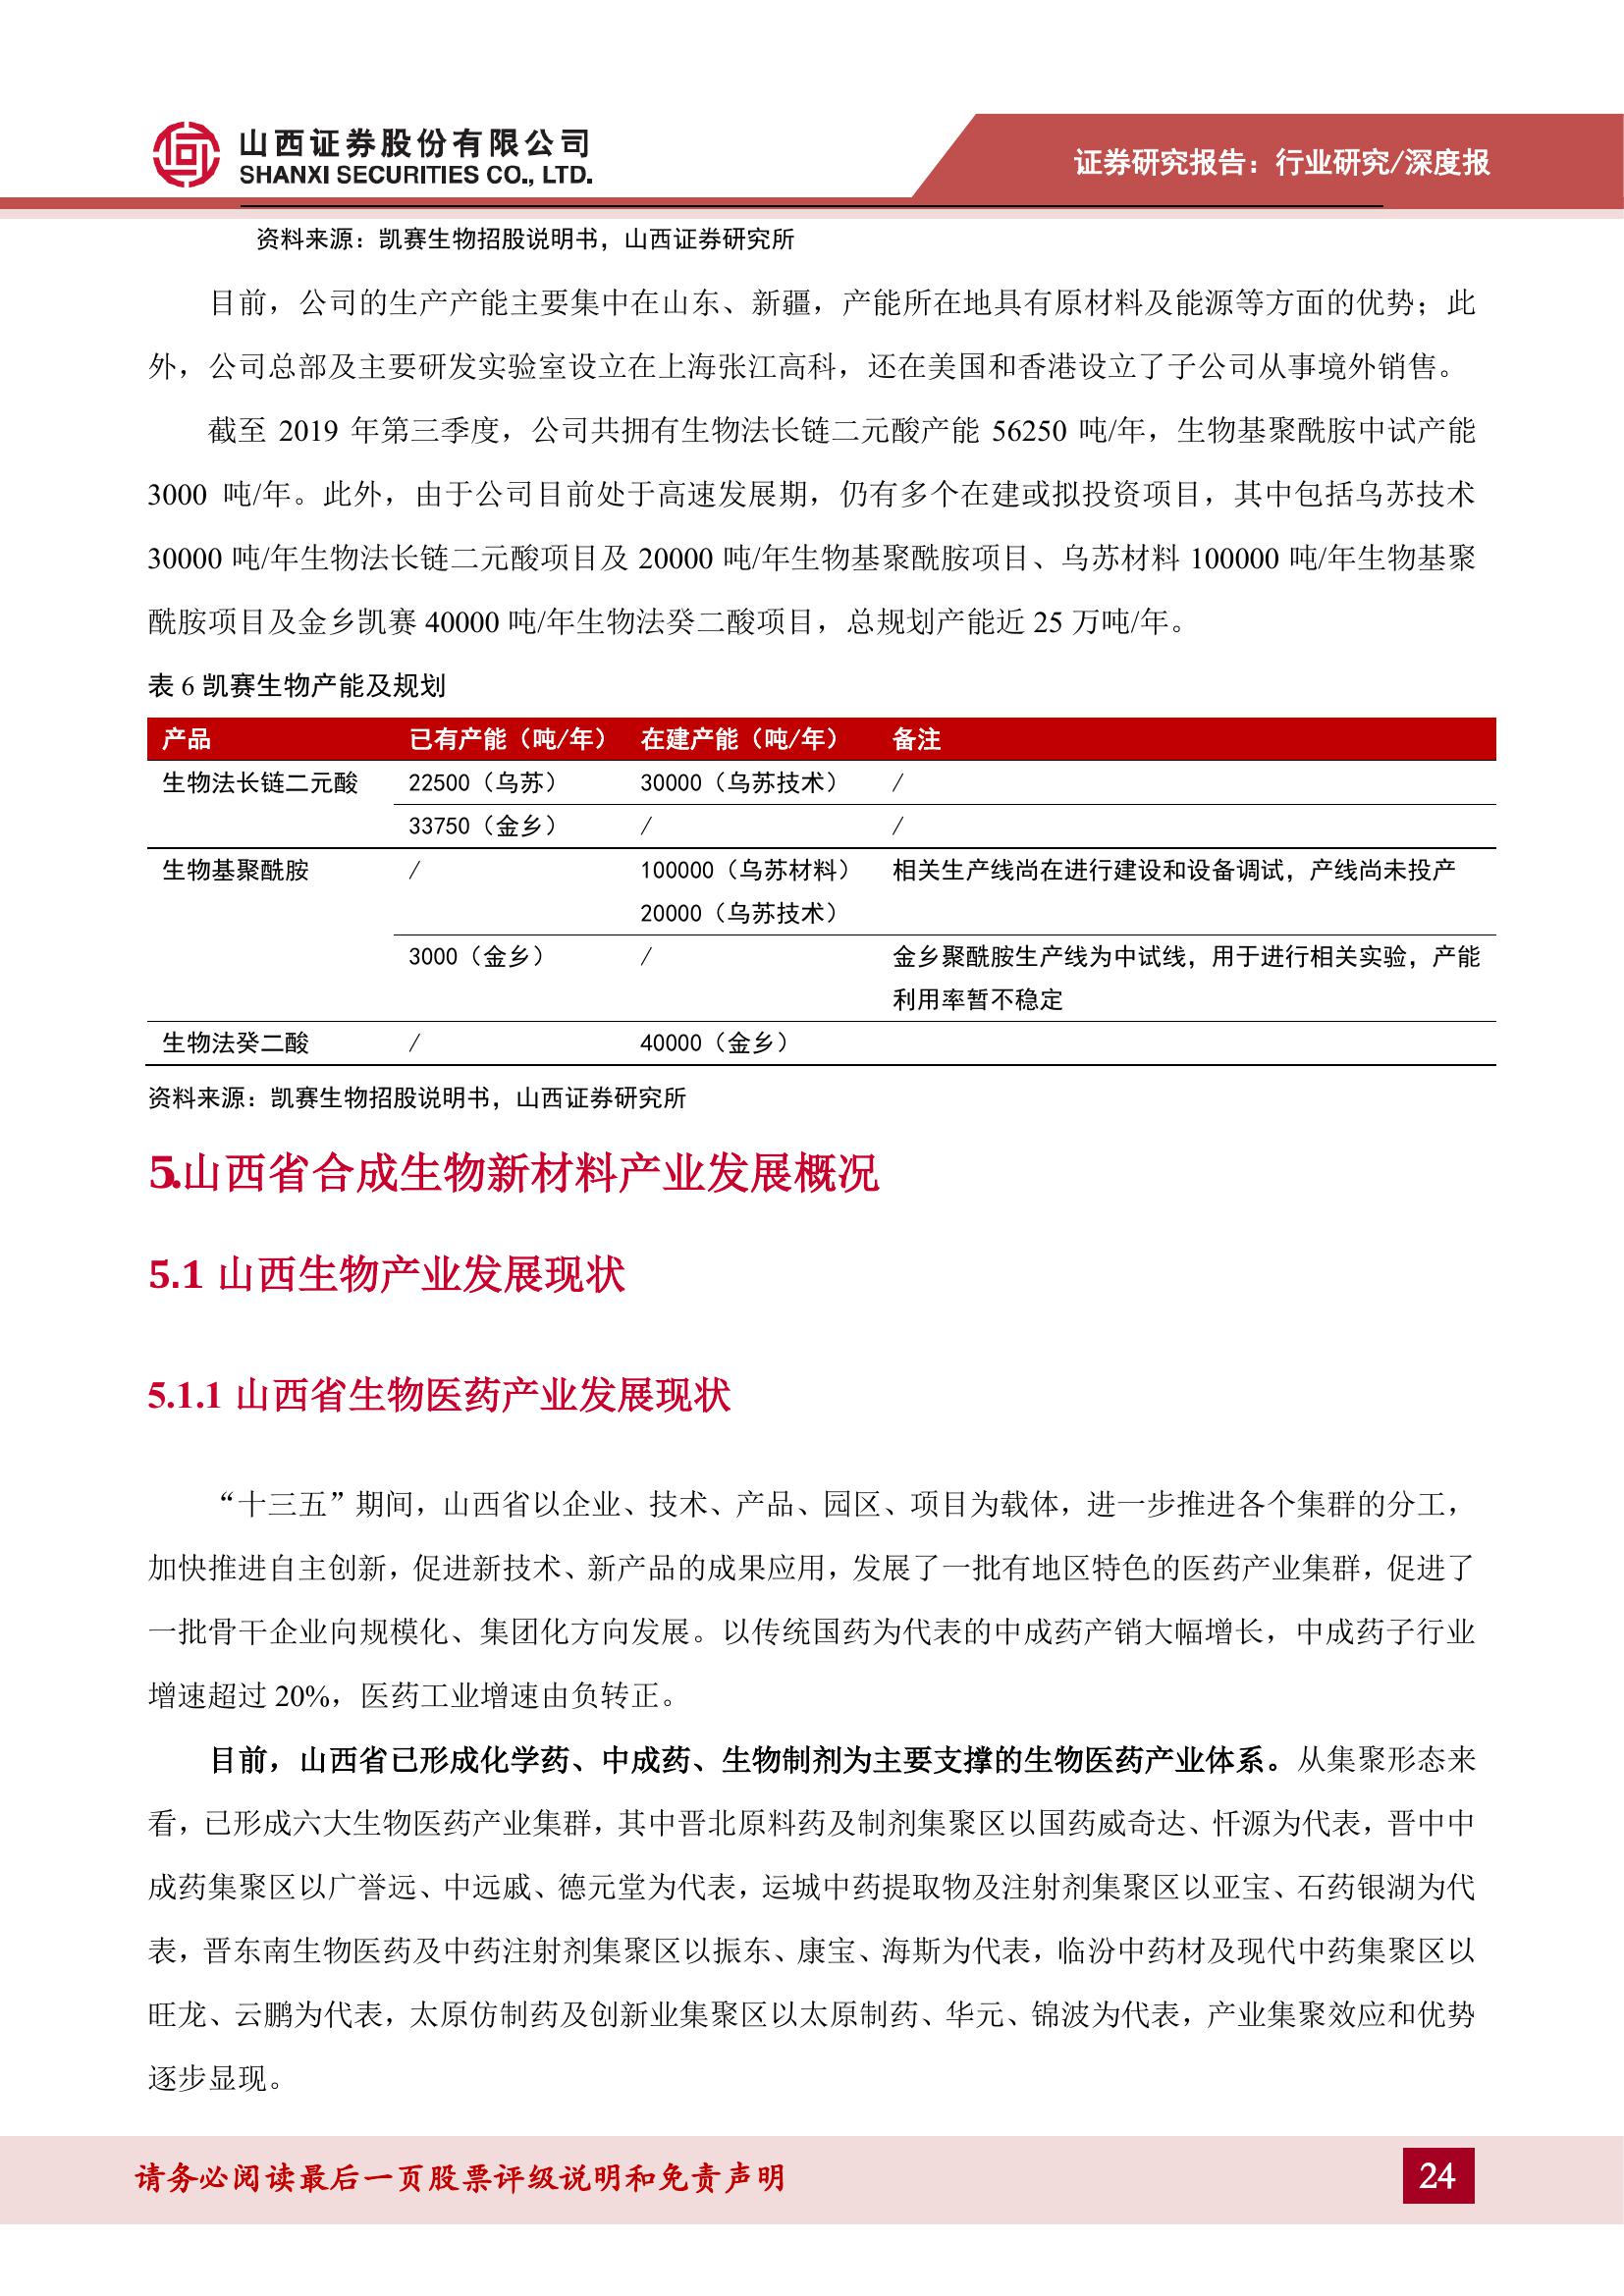 山西证券股份有限公司
SHANXI SECURITIES CO., LTD.
证券研究报告：行业研究/深度报
资料来源：凯赛生物招股说明书，山西证券研究所
目前，公司的生产产能主要集中在山东、新疆，产能所在地具有原材料及能源等方面的优势；此
外，公司总部及主要研发实验室设立在上海张江高科，还在美国和香港设立了子公司从事境外销售。
截至 2019 年第三季度，公司共拥有生物法长链二元酸产能 56250 吨/年，生物基聚酰胺中试产能
3000 吨/年。此外，由于公司目前处于高速发展期，仍有多个在建或拟投资项目，其中包括乌苏技术
30000 吨/年生物法长链二元酸项目及 20000 吨/年生物基聚酰胺项目、乌苏材料 100000 吨/年生物基聚
酰胺项目及金乡凯赛 40000 吨/年生物法癸二酸项目，总规划产能近 25 万吨/年。
表 6 凯赛生物产能及规划
产品 已有产能（吨/年） 在建产能（吨/年） 备注
生物法长链二元酸 22500（乌苏） 30000（乌苏技术） /
33750（金乡） / /
生物基聚酰胺 / 100000（乌苏材料） 相关生产线尚在进行建设和设备调试，产线尚未投产
20000（乌苏技术）
3000（金乡） / 金乡聚酰胺生产线为中试线，用于进行相关实验，产能
利用率暂不稳定
生物法癸二酸 / 40000（金乡）
资料来源：凯赛生物招股说明书，山西证券研究所
5.山西省合成生物新材料产业发展概况
5.1 山西生物产业发展现状
5.1.1 山西省生物医药产业发展现状
“十三五”期间，山西省以企业、技术、产品、园区、项目为载体，进一步推进各个集群的分工，
加快推进自主创新，促进新技术、新产品的成果应用，发展了一批有地区特色的医药产业集群，促进了
一批骨干企业向规模化、集团化方向发展。以传统国药为代表的中成药产销大幅增长，中成药子行业
增速超过 20%，医药工业增速由负转正。
目前，山西省已形成化学药、中成药、生物制剂为主要支撑的生物医药产业体系。从集聚形态来
看，已形成六大生物医药产业集群，其中晋北原料药及制剂集聚区以国药威奇达、忻源为代表，晋中中
成药集聚区以广誉远、中远威、德元堂为代表，运城中药提取物及注射剂集聚区以亚宝、石药银湖为代
表，晋东南生物医药及中药注射剂集聚区以振东、康宝、海斯为代表，临汾中药材及现代中药集聚区以
旺龙、云鹏为代表，太原仿制药及创新业集聚区以太原制药、华元、锦波为代表，产业集聚效应和优势
逐步显现。
请务必阅读最后一页股票评级说明和免责声明
24